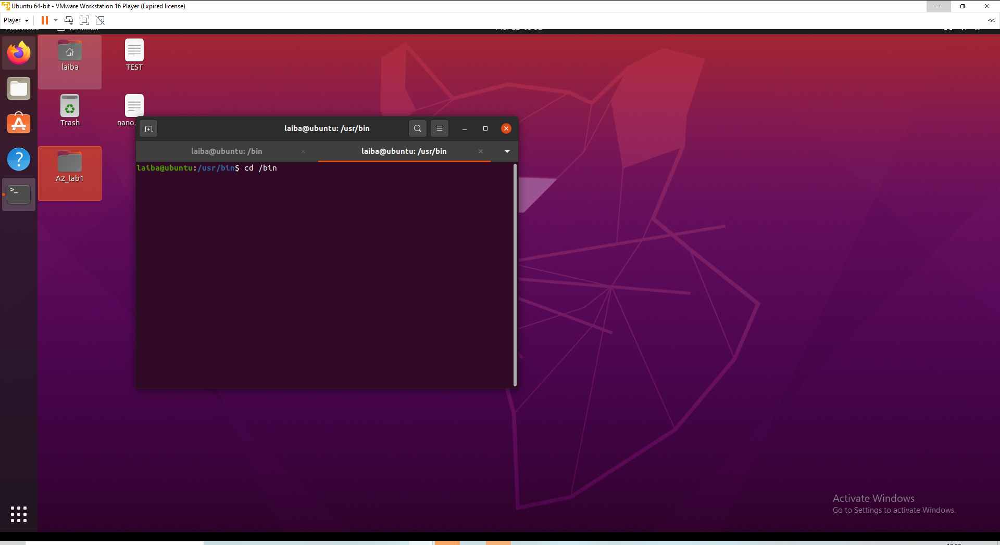 Ubuntu 64-bit - VMware Workstation 16 Player (Expired license)
Player
Activities
Terminal
laiba
TEST
Trash
nano.
A2_lab1
laiba@ubuntu: /usr/bin
laiba@ubuntu: /bin
laiba@ubuntu: /usr/bin
laiba@ubuntu:/usr/bin$ cd /bin
Activate Windows
Go to Settings to activate Windows.